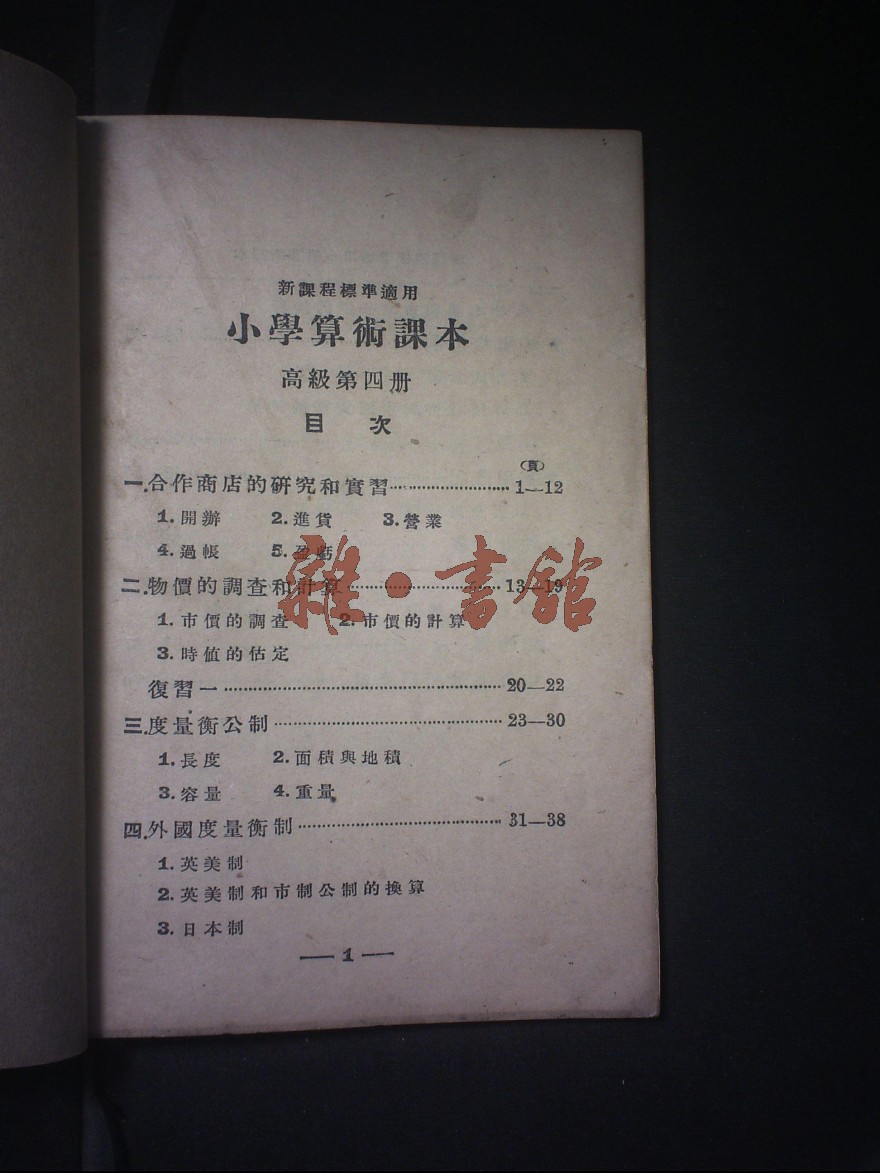 新課程標準適用
小學算術課本
高級第四册
目 次
(頁)
一.合作商店的研究和實習……………1—12
1.開辦 2.進貨 3.營業
4.過帳 5.盈虧
二.物價的調查和計算……………13—19
1.市價的調查 2.市價的計算
3.時值的估定
復習一……………20—22
三.度量衡公制……………23—30
1.長度 2.面積與地積
3.容量 4.重量
四.外國度量衡制……………31—38
1.英美制
2.英美制和市制公制的換算
3.日本制
— 1 —
雜·書館